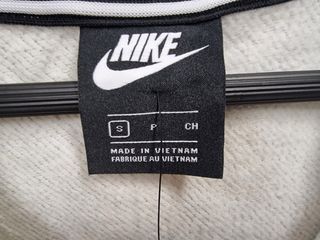 NIKE
S P CH
MADE IN VIETNAM
FABRIQUE AU VIETNAM